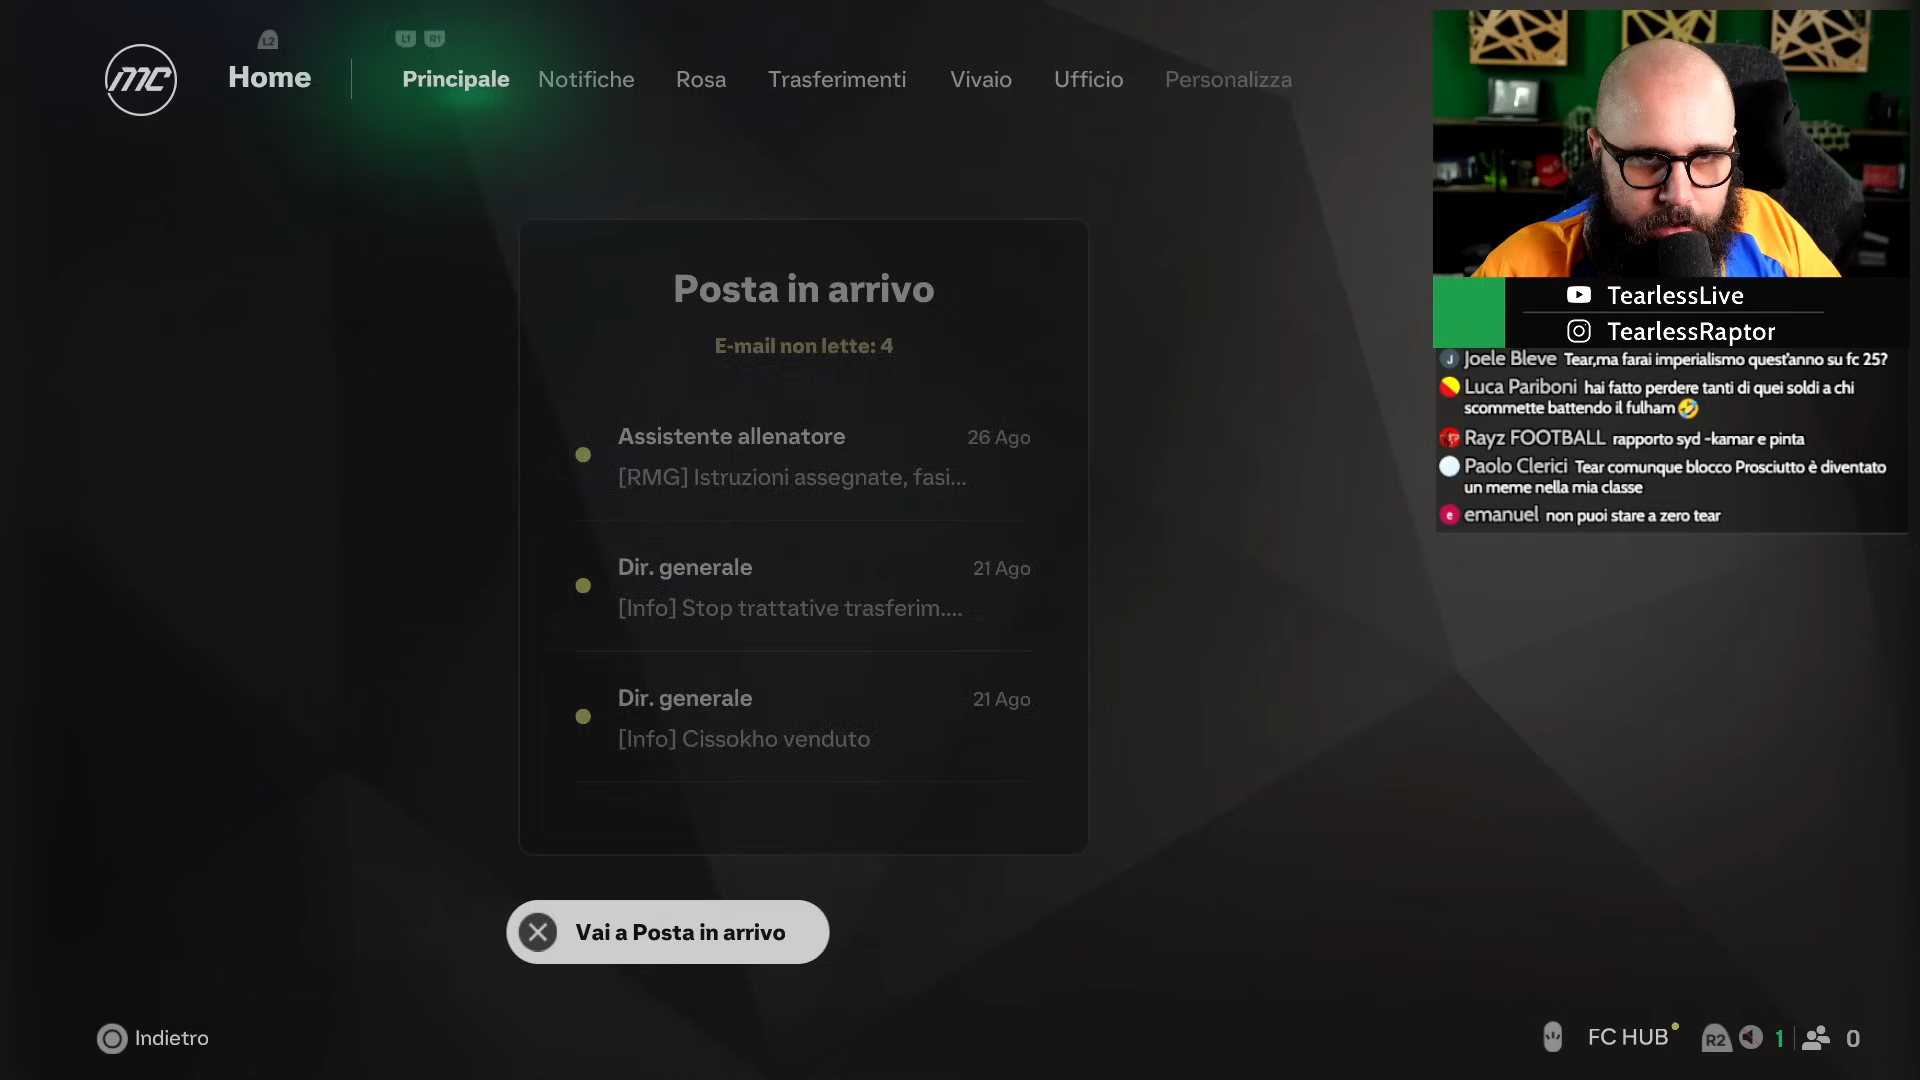 L2
L1 R1
MC
Home
Principale Notifiche Rosa Trasferimenti Vivaio Ufficio Personalizza
Posta in arrivo
E-mail non lette: 4
Assistente allenatore 26 Ago
[RMG] Istruzioni assegnate, fasi...
Dir. generale 21 Ago
[Info] Stop trattative trasferim....
Dir. generale 21 Ago
[Info] Cissokho venduto
Vai a Posta in arrivo
Indietro
TearlessLive
TearlessRaptor
J Joele Bleve Tear,ma farai imperialismo quest'anno su fc 25?
Luca Pariboni hai fatto perdere tanti di quei soldi a chi
scommette battendo il fulham🤣
Rayz FOOTBALL rapporto syd -kamar e pinta
Paolo Clerici Tear comunque blocco Prosciutto è diventato
un meme nella mia classe
e emanuel non puoi stare a zero tear
FC HUB R2 1 0